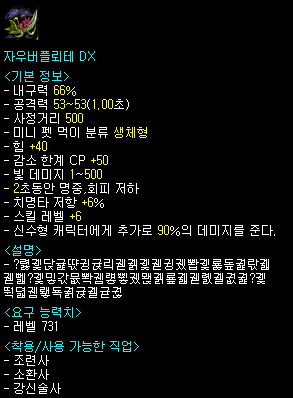 자우버플리테 DX
<기본 정보>
- 내구력 66%
- 공격력 53~53(1,00초)
- 사정거리 500
- 미니 펫 먹이 분류 생체형
- 힘 +40
- 감소 한계 CP +50
- 빛 데미지 1~500
- 2초동안 명중,회피 저하
- 치명타 저항 +6%
- 스킬 레벨 +6
- 신수형 캐릭터에게 추가로 90%의 데미지를 준다.
<설명>
<요구 능력치>
- 레벨 731
<착용/사용 가능한 직업>
- 조련사
- 소환사
- 강신술사